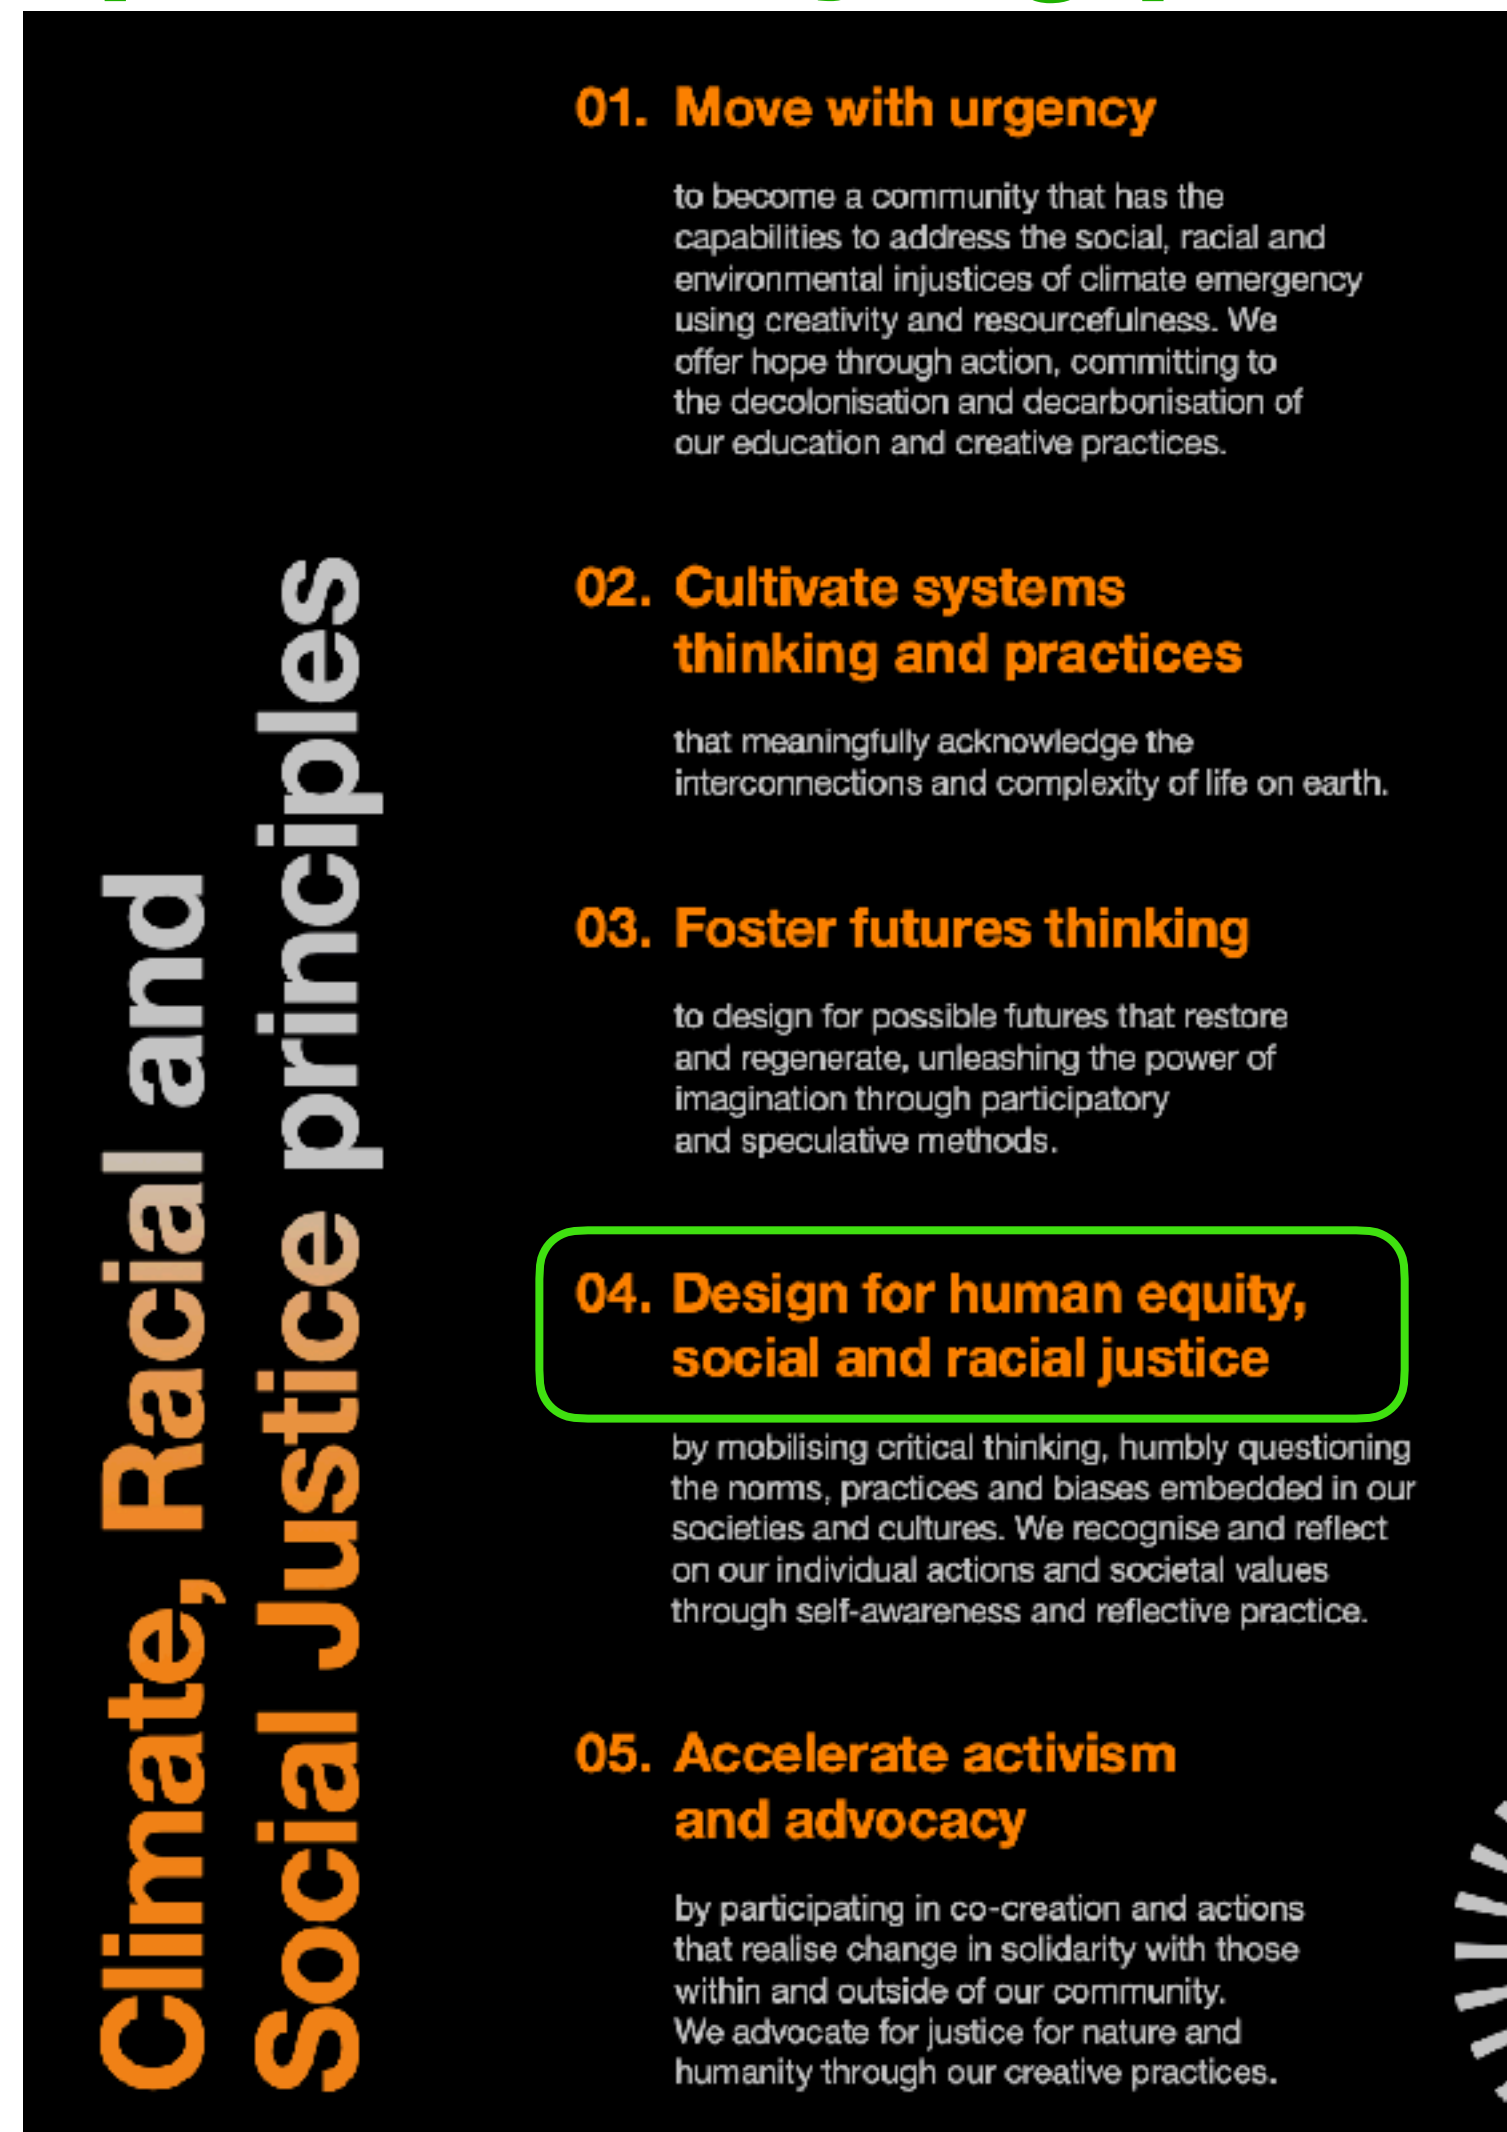 Climate, Racial and
Social Justice principles
01. Move with urgency
to become a community that has the
capabilities to address the social, racial and
environmental injustices of climate emergency
using creativity and resourcefulness. We
offer hope through action, committing to
the decolonisation and decarbonisation of
our education and creative practices.
02. Cultivate systems
thinking and practices
that meaningfully acknowledge the
interconnections and complexity of life on earth.
03. Foster futures thinking
to design for possible futures that restore
and regenerate, unleashing the power of
imagination through participatory
and speculative methods.
04. Design for human equity,
social and racial justice
by mobilising critical thinking, humbly questioning
the norms, practices and biases embedded in our
societies and cultures. We recognise and reflect
on our individual actions and societal values
through self-awareness and reflective practice.
05. Accelerate activism
and advocacy
by participating in co-creation and actions
that realise change in solidarity with those
within and outside of our community.
We advocate for justice for nature and
humanity through our creative practices.